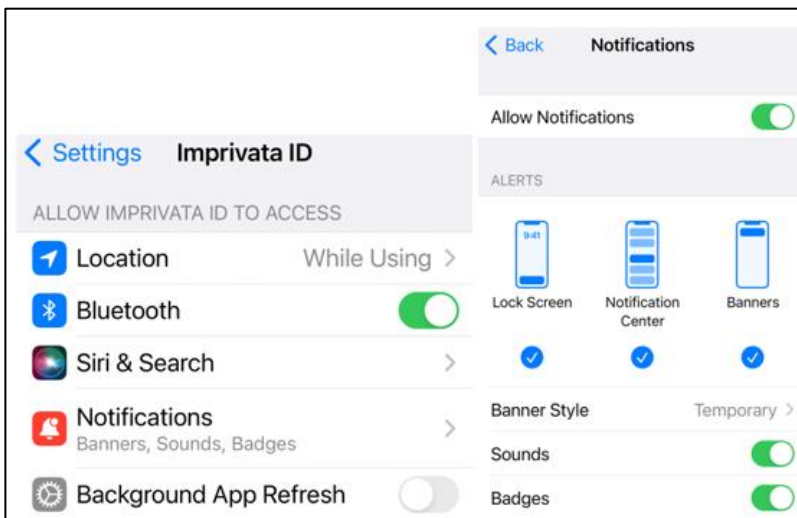 Settings
Imprivata ID
ALLOW IMPRIVATA ID TO ACCESS
Location
While Using
Bluetooth
Siri & Search
Notifications
Banners, Sounds, Badges
Background App Refresh
Back
Notifications
Allow Notifications
ALERTS
9:41
Lock Screen
Notification
Center
Banners
Banner Style
Temporary
Sounds
Badges